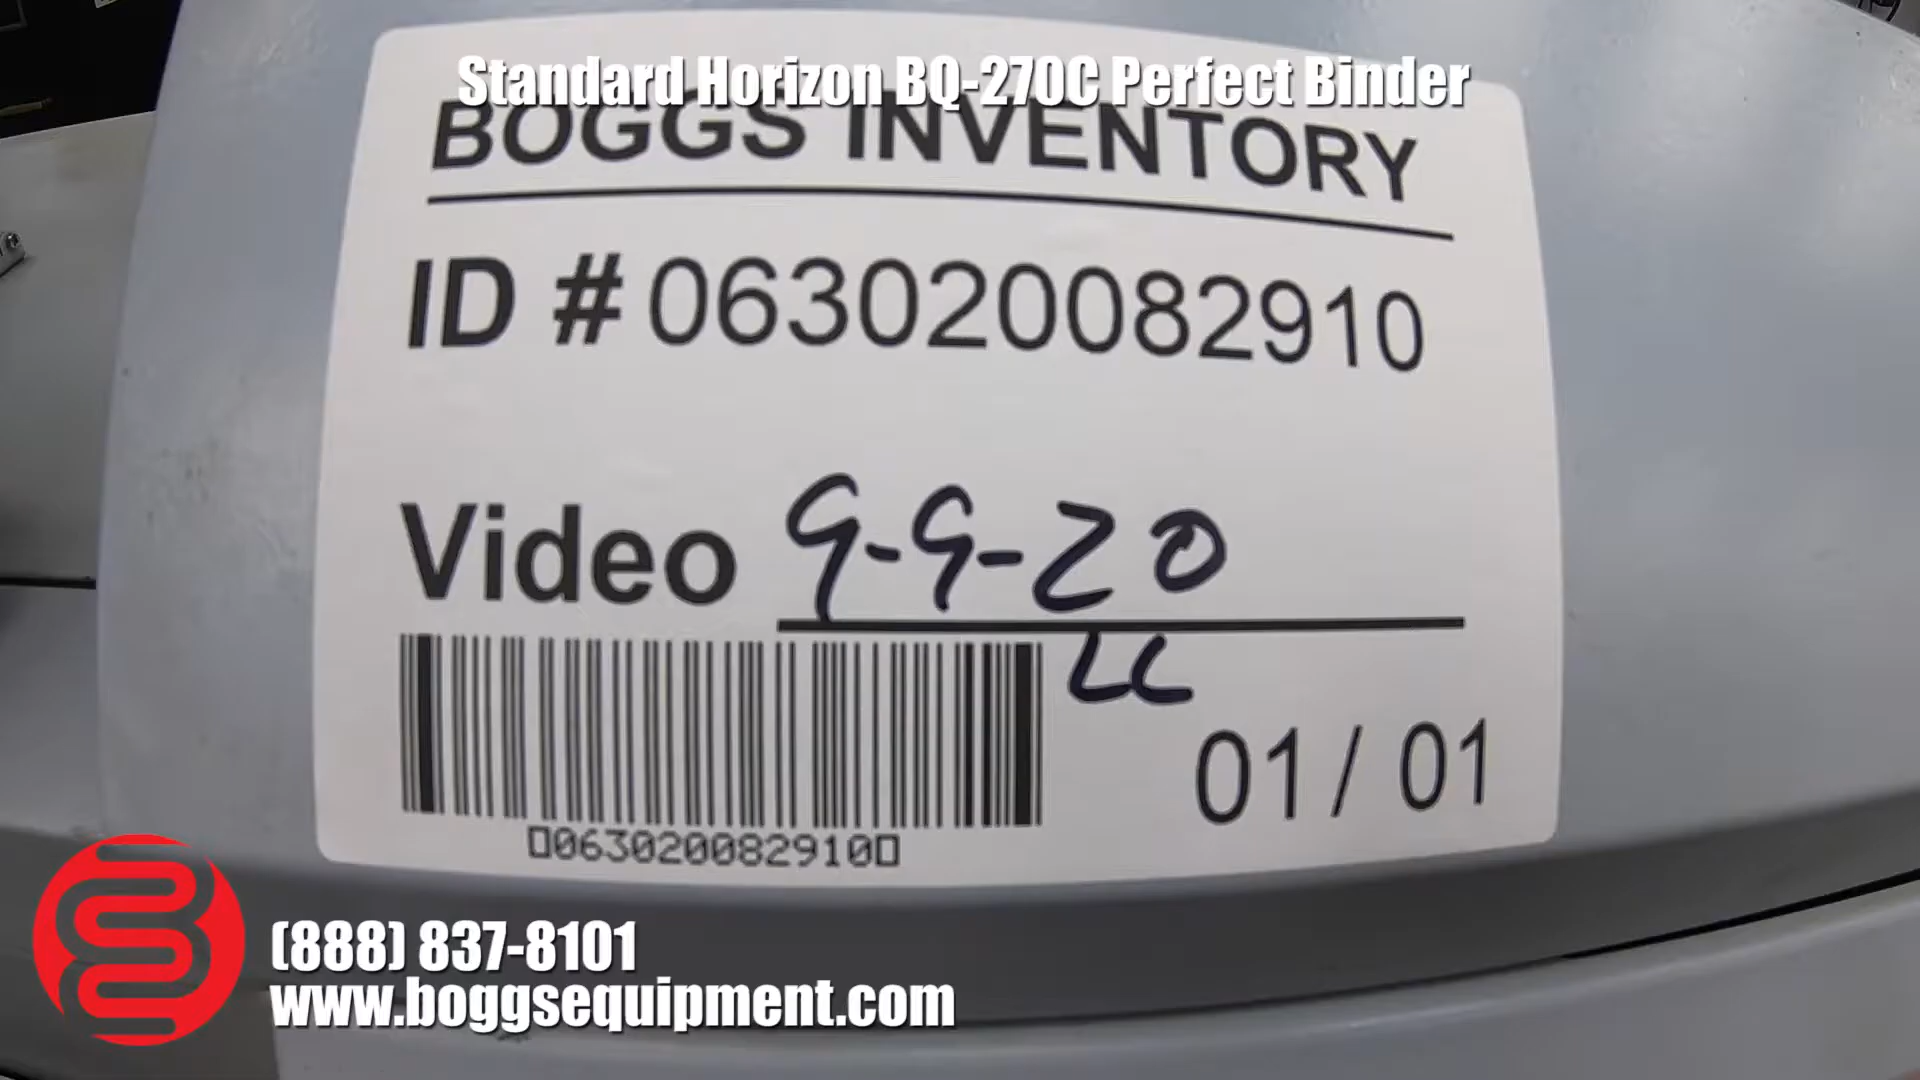 Standard Horizon BQ-270C Perfect Binder
BOGGS INVENTORY
ID # 063020082910
Video 9-9-20
LC
01 / 01
▯063020082910▯
(888) 837-8101
www.boggsequipment.com